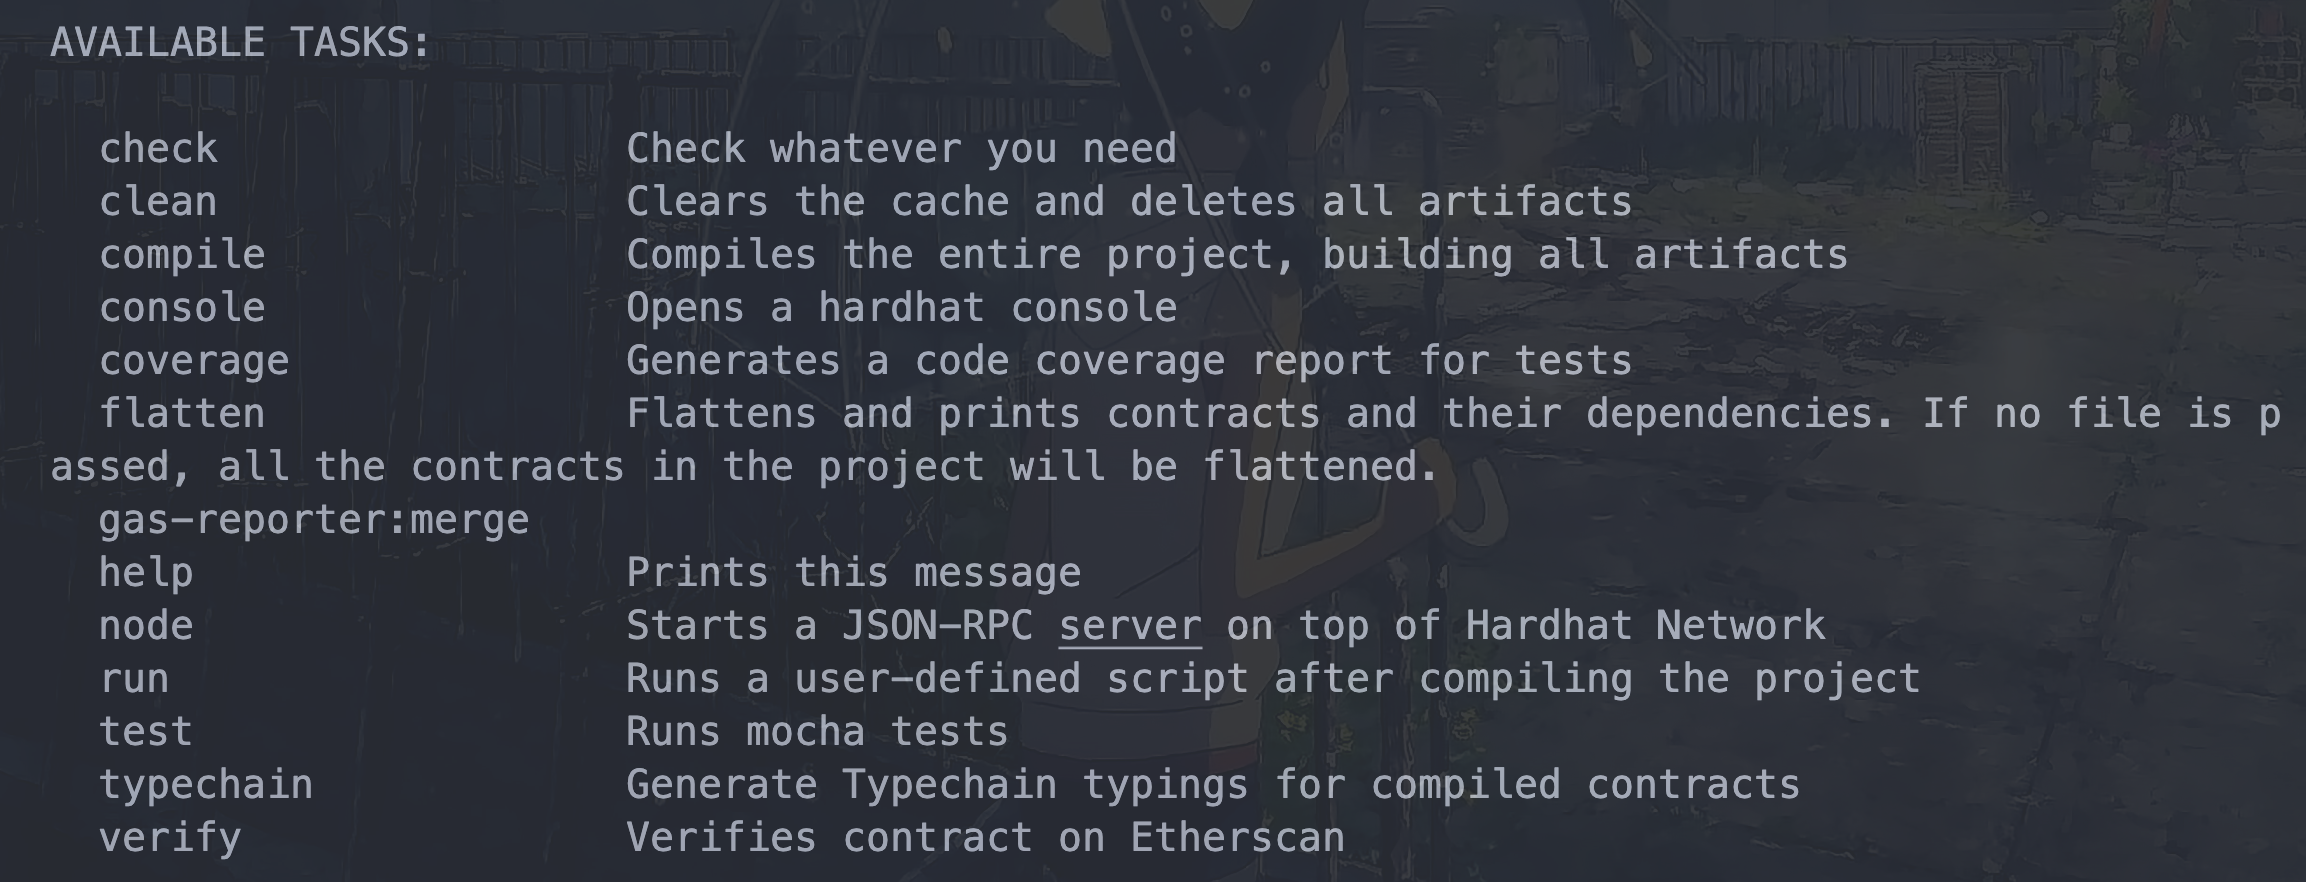 AVAILABLE TASKS:
check Check whatever you need
clean Clears the cache and deletes all artifacts
compile Compiles the entire project, building all artifacts
console Opens a hardhat console
coverage Generates a code coverage report for tests
flatten Flattens and prints contracts and their dependencies. If no file is p
assed, all the contracts in the project will be flattened.
gas-reporter:merge
help Prints this message
node Starts a JSON-RPC server on top of Hardhat Network
run Runs a user-defined script after compiling the project
test Runs mocha tests
typechain Generate Typechain typings for compiled contracts
verify Verifies contract on Etherscan